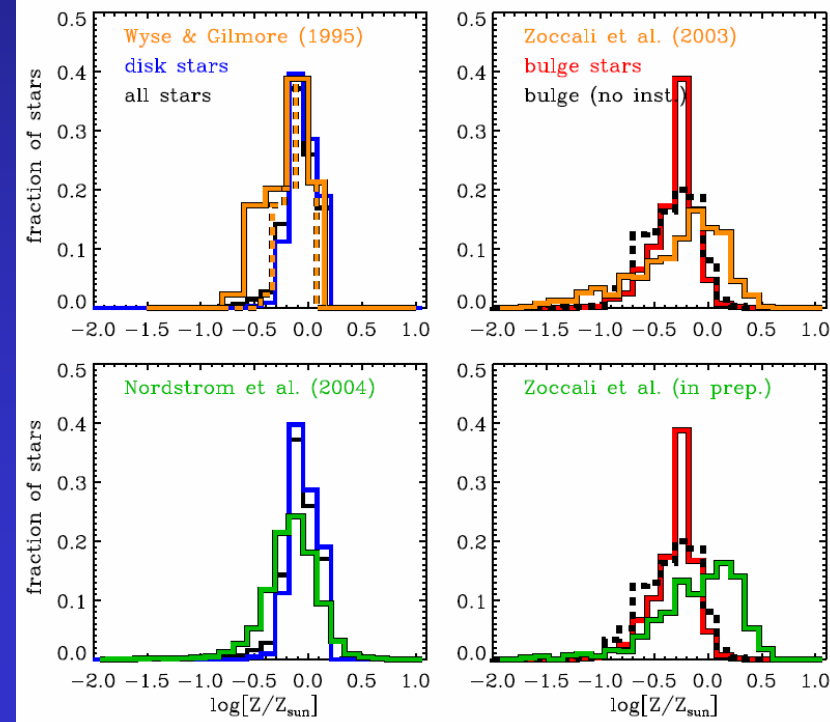 Wyse & Gilmore (1995)
disk stars
all stars
fraction of stars
0.5
0.4
0.3
0.2
0.1
0.0
-2.0 -1.5 -1.0 -0.5 0.0 0.5 1.0
Zoccali et al. (2003)
bulge stars
bulge (no inst.)
0.5
0.4
0.3
0.2
0.1
0.0
-2.0 -1.5 -1.0 -0.5 0.0 0.5 1.0
Nordstrom et al. (2004)
fraction of stars
0.5
0.4
0.3
0.2
0.1
0.0
-2.0 -1.5 -1.0 -0.5 0.0 0.5 1.0
log[Z/Zsun]
Zoccali et al. (in prep.)
0.5
0.4
0.3
0.2
0.1
0.0
-2.0 -1.5 -1.0 -0.5 0.0 0.5 1.0
log[Z/Zsun]